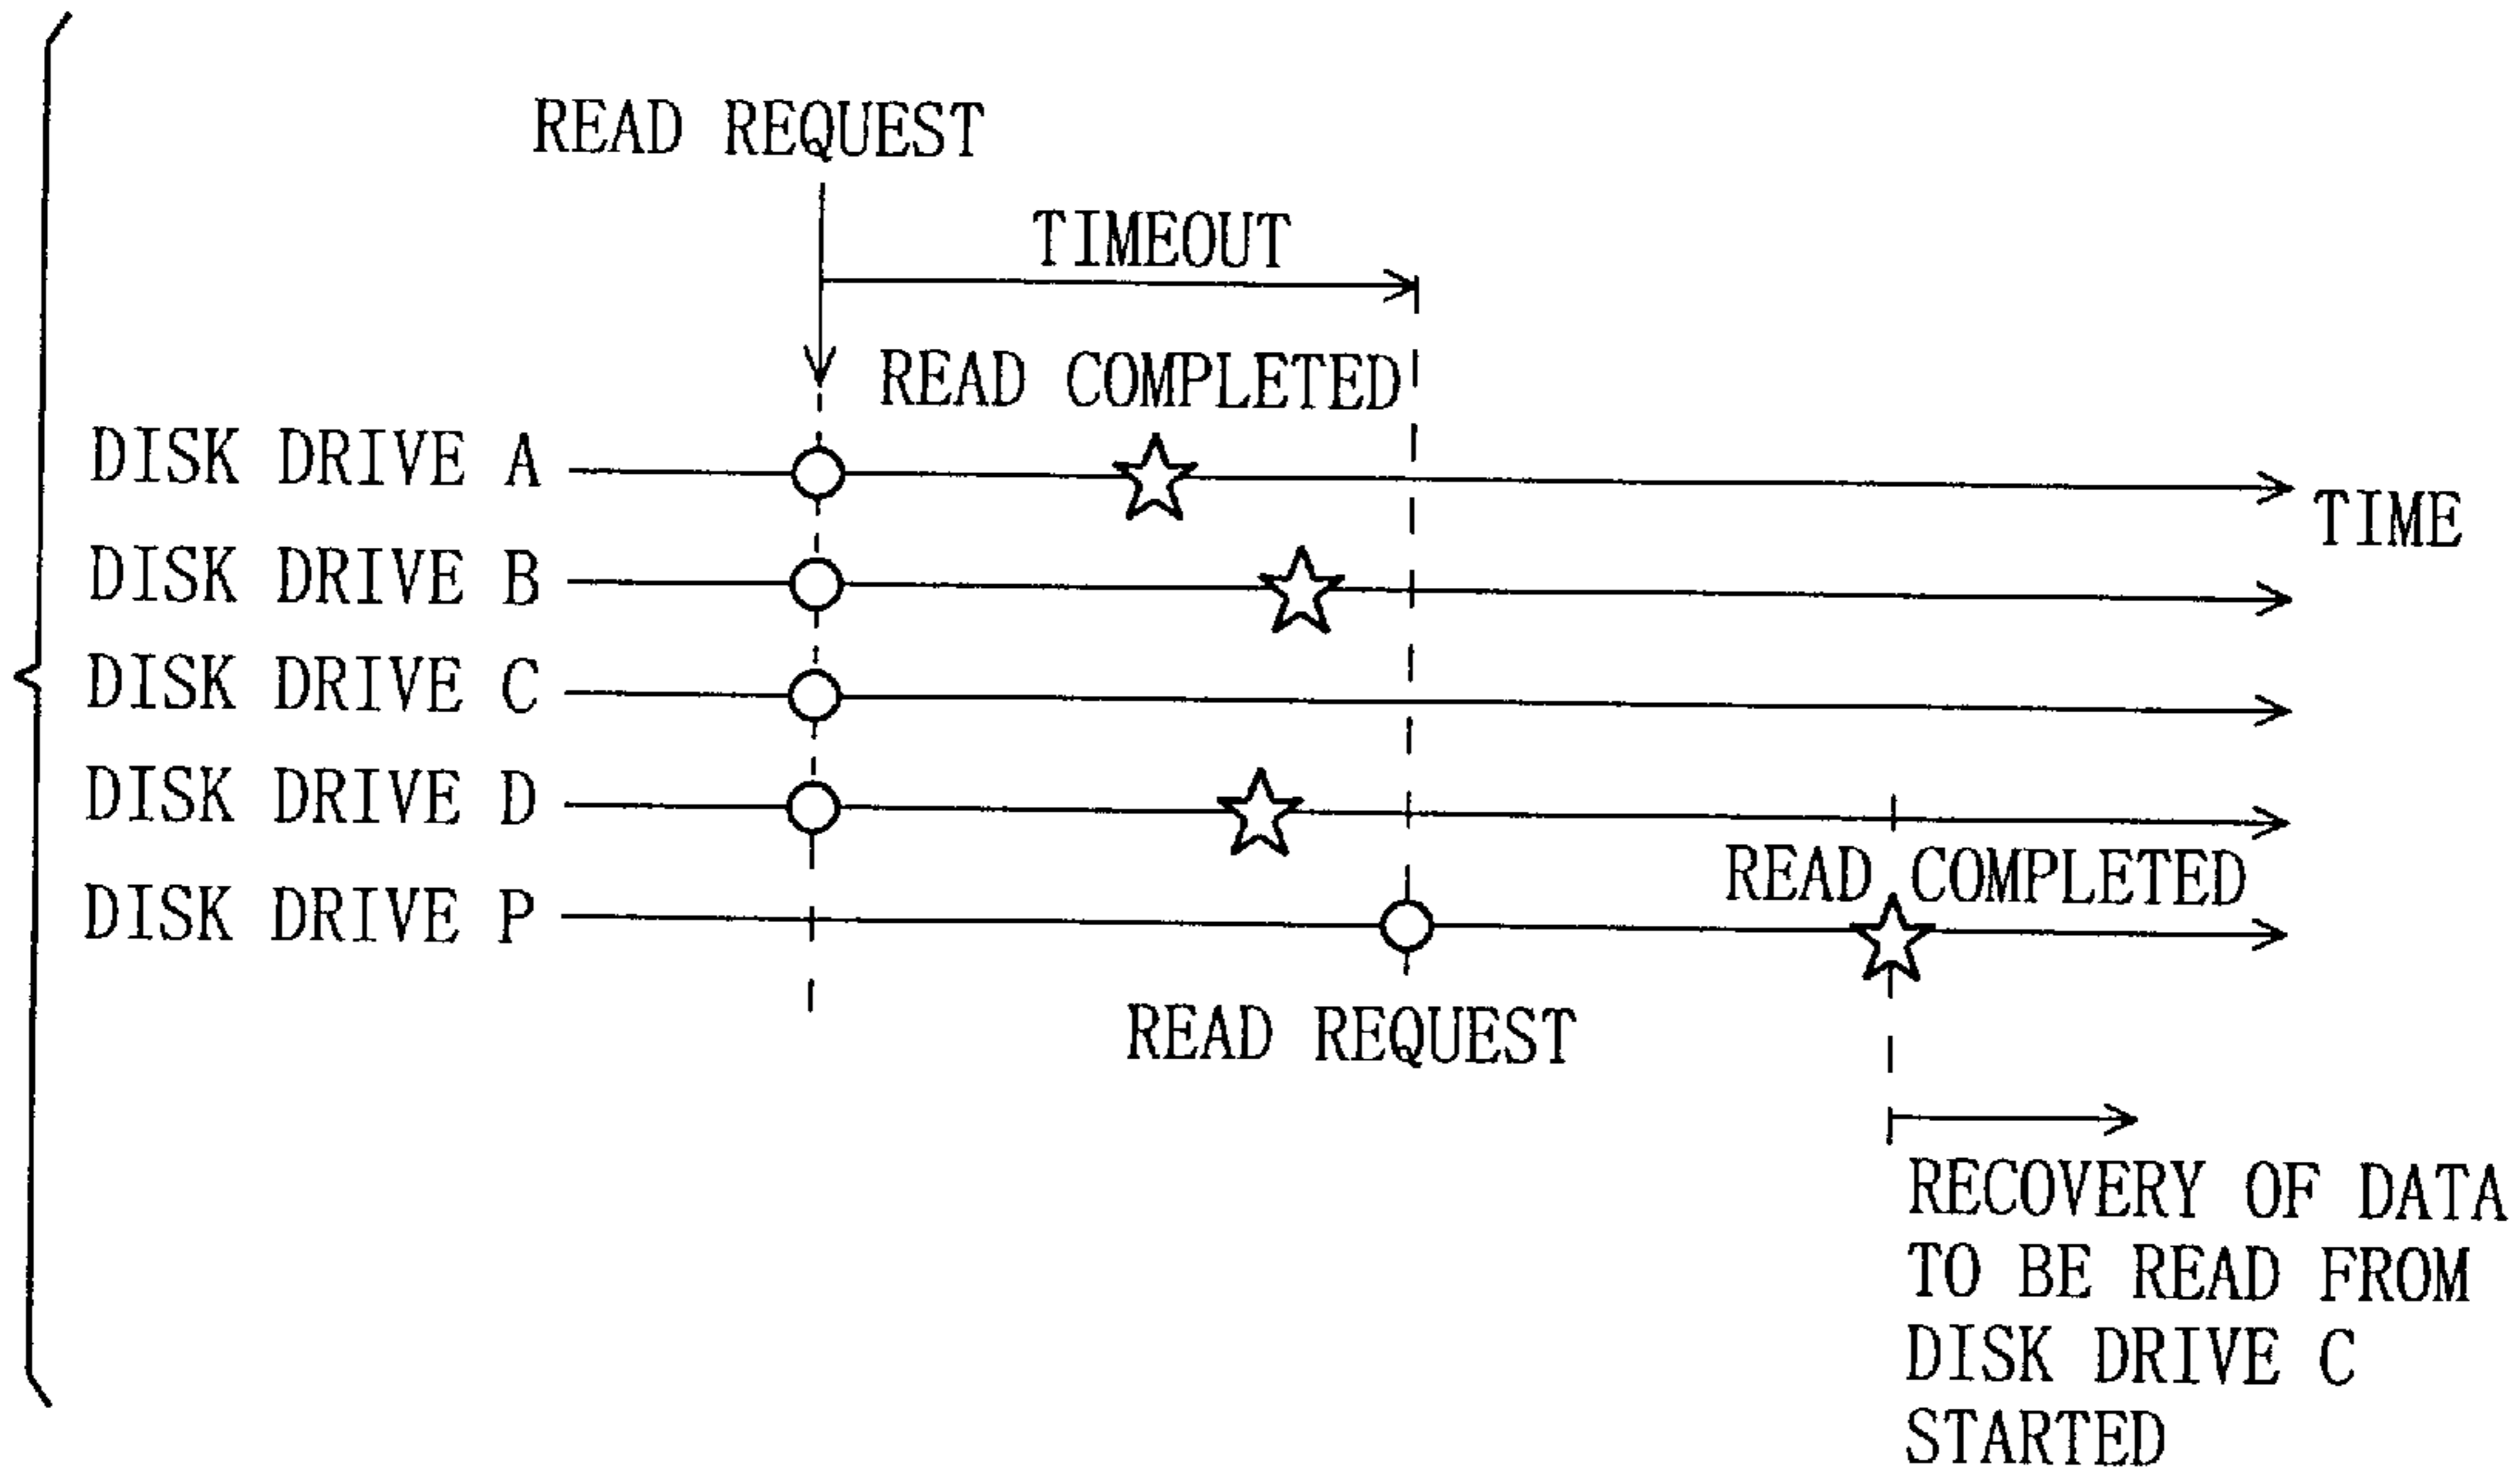 READ REQUEST
TIMEOUT
READ COMPLETED
DISK DRIVE A
TIME
DISK DRIVE B
DISK DRIVE C
DISK DRIVE D
READ COMPLETED
DISK DRIVE P
READ REQUEST
RECOVERY OF DATA
TO BE READ FROM
DISK DRIVE C
STARTED